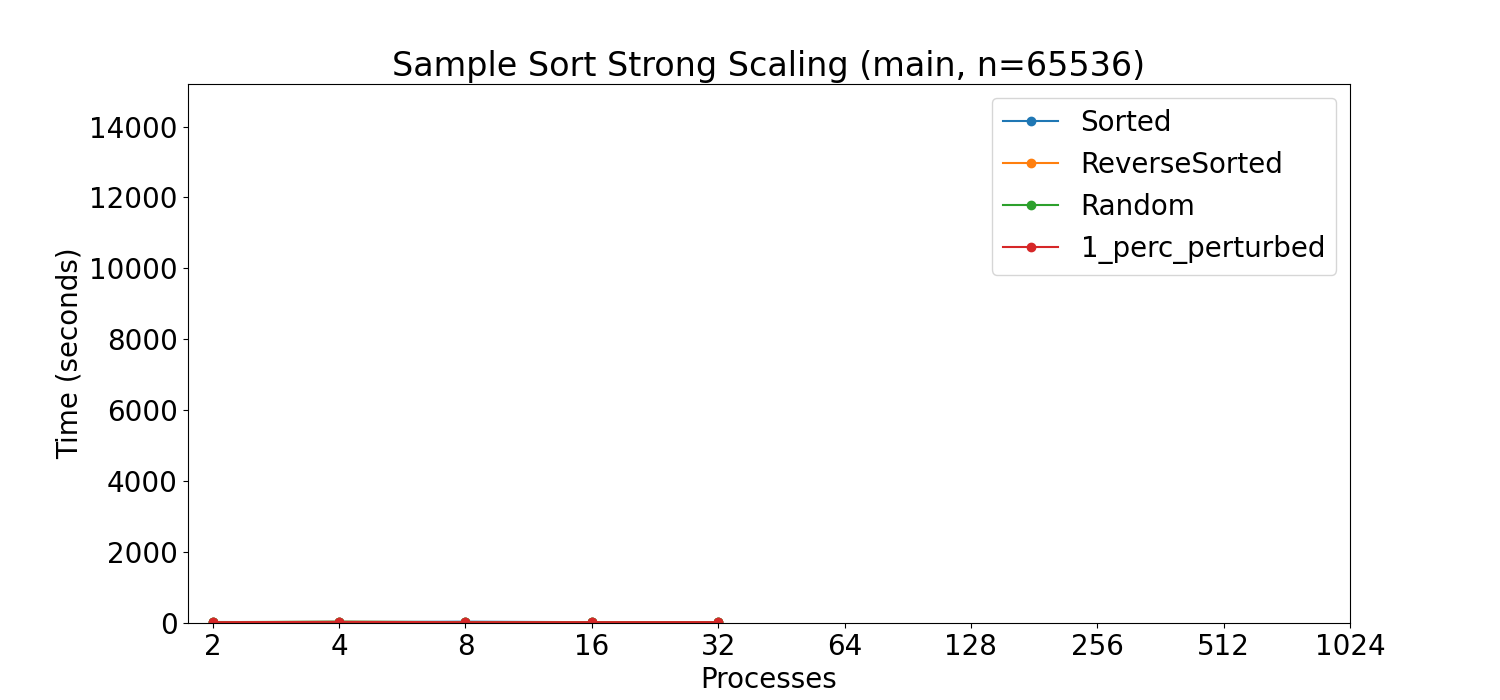 Sample Sort Strong Scaling (main, n=65536)
14000
12000
10000
8000
6000
4000
2000
0
Time (seconds)
Sorted
ReverseSorted
Random
1_perc_perturbed
2 4 8 16 32 64 128 256 512 1024
Processes